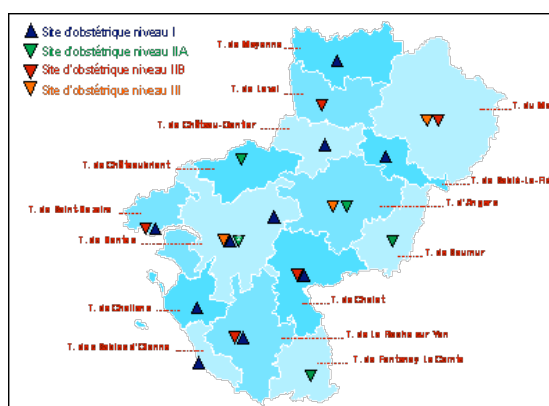 Site d'obstétrique niveau I
Site d'obstétrique niveau IIA
Site d'obstétrique niveau IIB
Site d'obstétrique niveau III
T. de Mayenne
T. de Laval
T. du
T. de Château-Gontier
T. de Châteaubriant
T. de Sablé-La-
T. de Saint Nazaire
T. d'Angers
T. de Nantes
T. de Saumur
T. de Challans
T. de Cholet
T. de La Roche sur Yon
T. des Sables d'Olonne
T. de Fontenay Le Comte